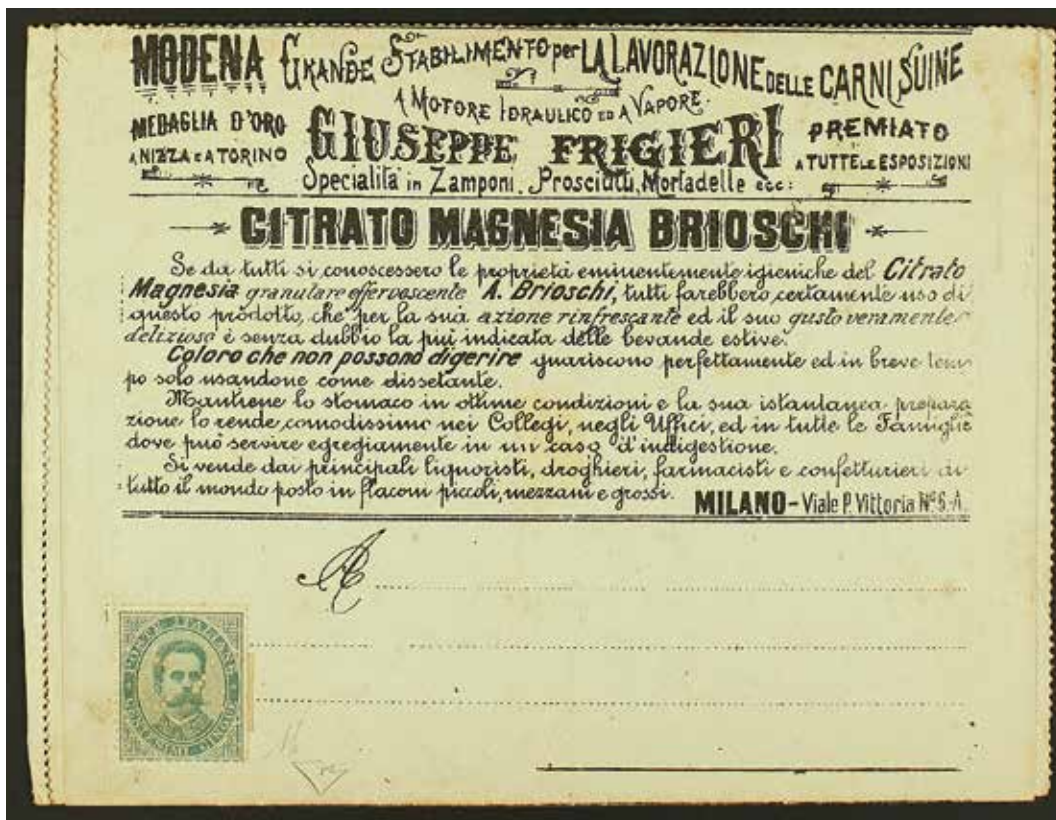 MODENA GRANDE STABILIMENTO per LA LAVORAZIONE DELLE CARNI SUINE
A MOTORE IDRAULICO ED A VAPORE.
MEDAGLIA D'ORO
A NIZZA E A TORINO
GIUSEPPE FRIGIERI
PREMIATO
A TUTTE LE ESPOSIZIONI
Specialità in Zamponi, Prosciutti, Mortadelle ecc:
CITRATO MAGNESIA BRIOSCHI
Se da tutti si conoscessero le proprietà eminentemente igieniche del Citrato
Magnesia granulare effervescente A. Brioschi, tutti farebbero certamente uso di
questo prodotto, che per la sua azione rinfrescante ed il suo gusto veramente
delizioso è senza dubbio la più indicata delle bevande estive.
Coloro che non possono digerire guariscono perfettamente ed in breve tem
po solo usandone come dissetante.
Mantiene lo stomaco in ottime condizioni e la sua istantanea prepara
zione lo rende comodissimo nei Collegi, negli Uffici, ed in tutte le Famiglie
dove può servire egregiamente in un caso d'indigestione.
Si vende dai principali liquoristi, droghieri, farmacisti e confetturieri di
tutto il mondo posto in flaconi piccoli, mezzani e grossi.
MILANO - Viale P. Vittoria Nº 6-A.
A